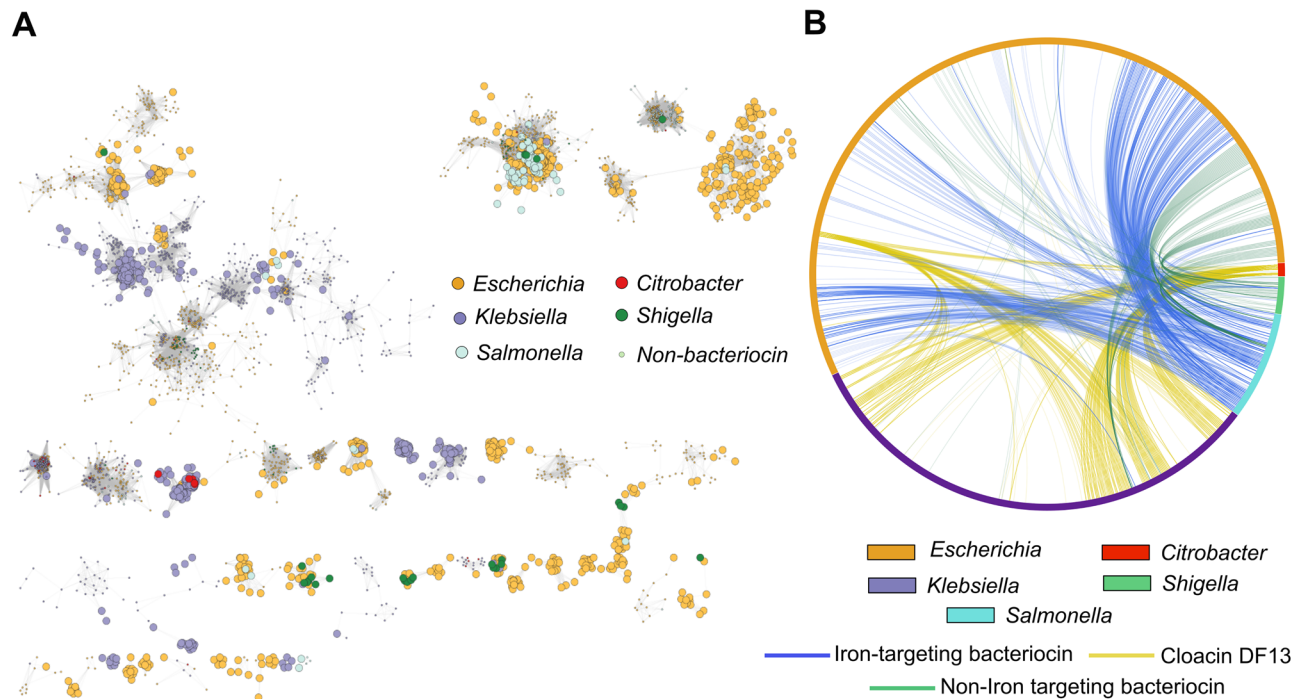 A
B
Escherichia
Citrobacter
Klebsiella
Shigella
Salmonella
Non-bacteriocin
Escherichia
Citrobacter
Klebsiella
Shigella
Salmonella
Iron-targeting bacteriocin
Cloacin DF13
Non-Iron targeting bacteriocin